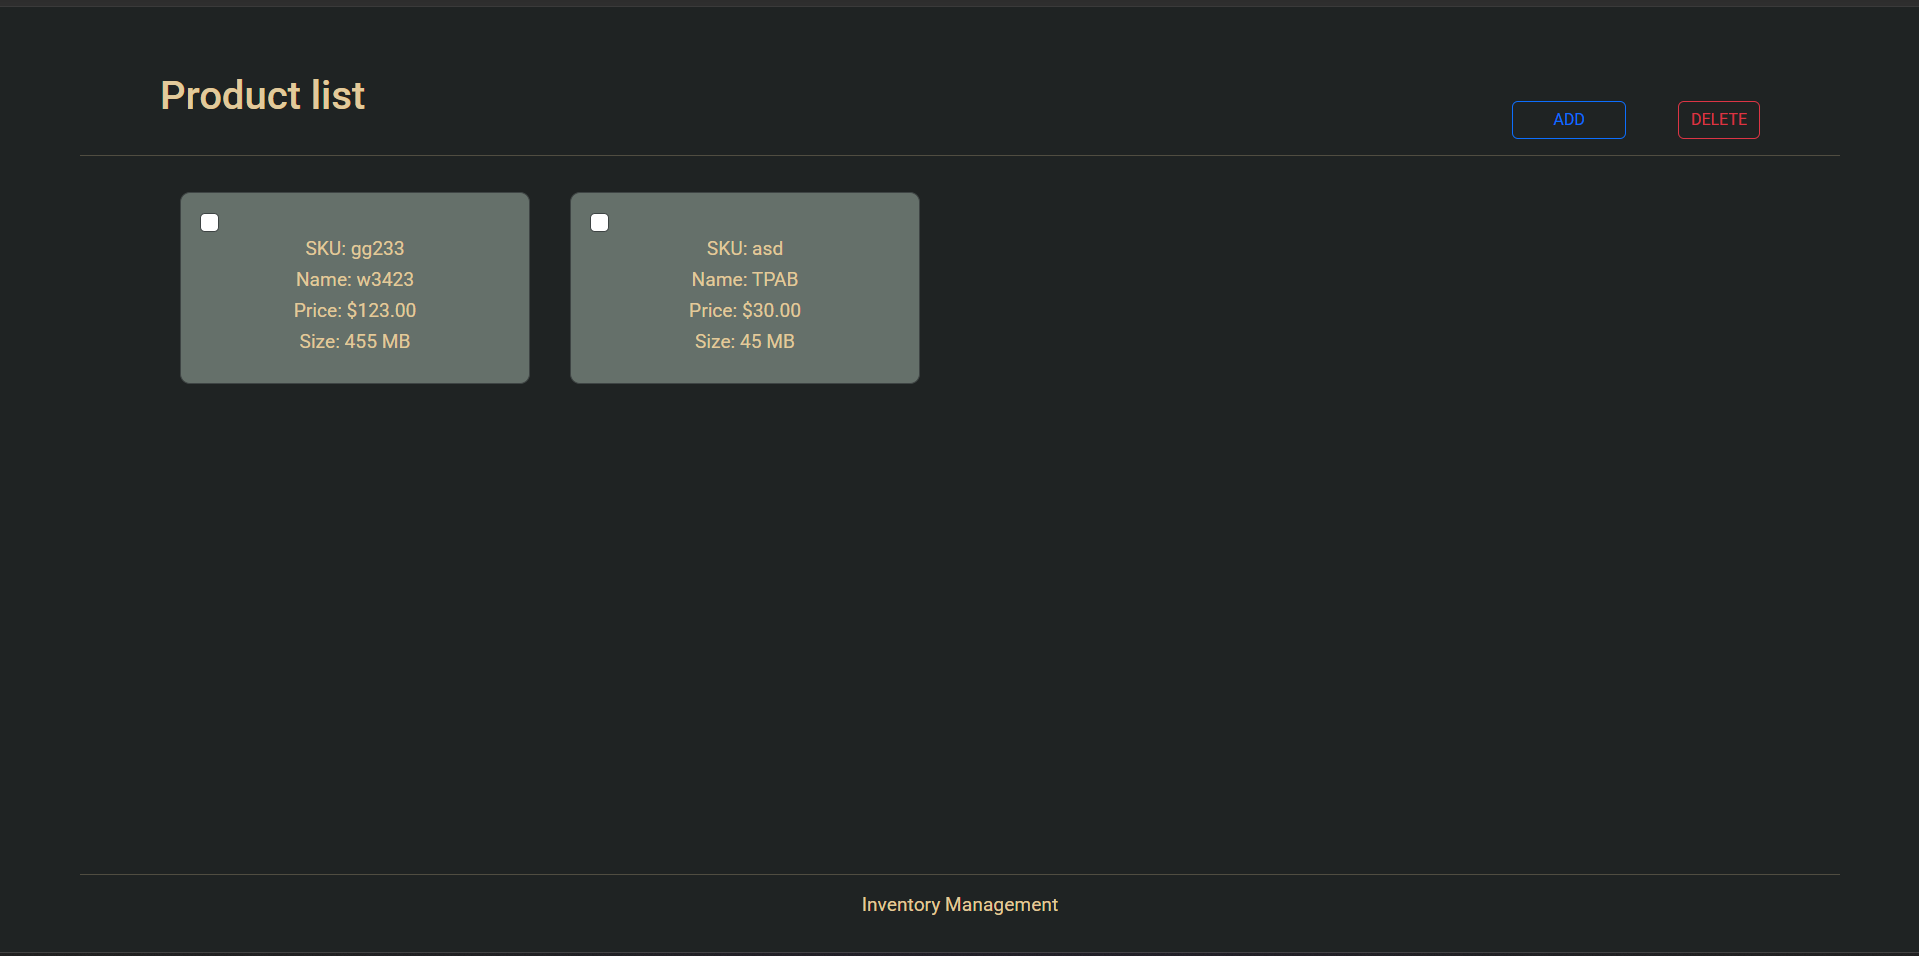 Product list
ADD
DELETE
SKU: gg233
Name: w3423
Price: $123.00
Size: 455 MB
SKU: asd
Name: TPAB
Price: $30.00
Size: 45 MB
Inventory Management